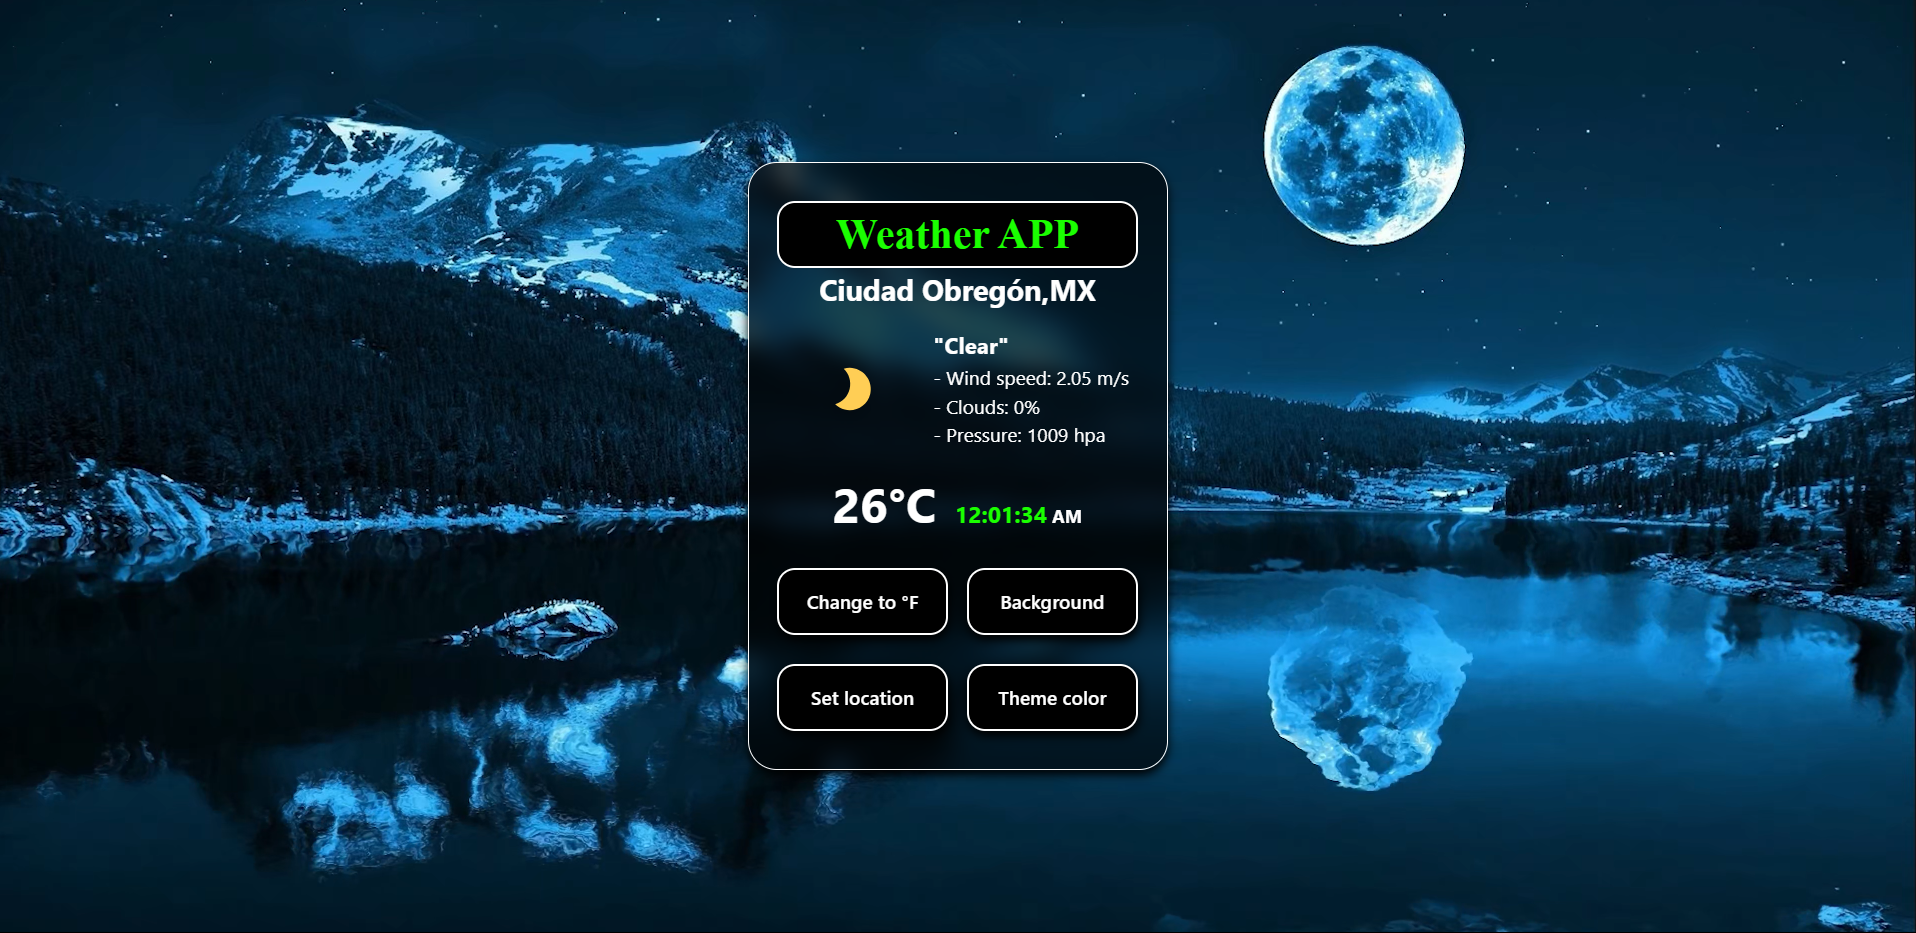 Weather APP
Ciudad Obregón,MX
"Clear"
- Wind speed: 2.05 m/s
- Clouds: 0%
- Pressure: 1009 hpa
26°C 12:01:34 AM
Change to °F
Background
Set location
Theme color